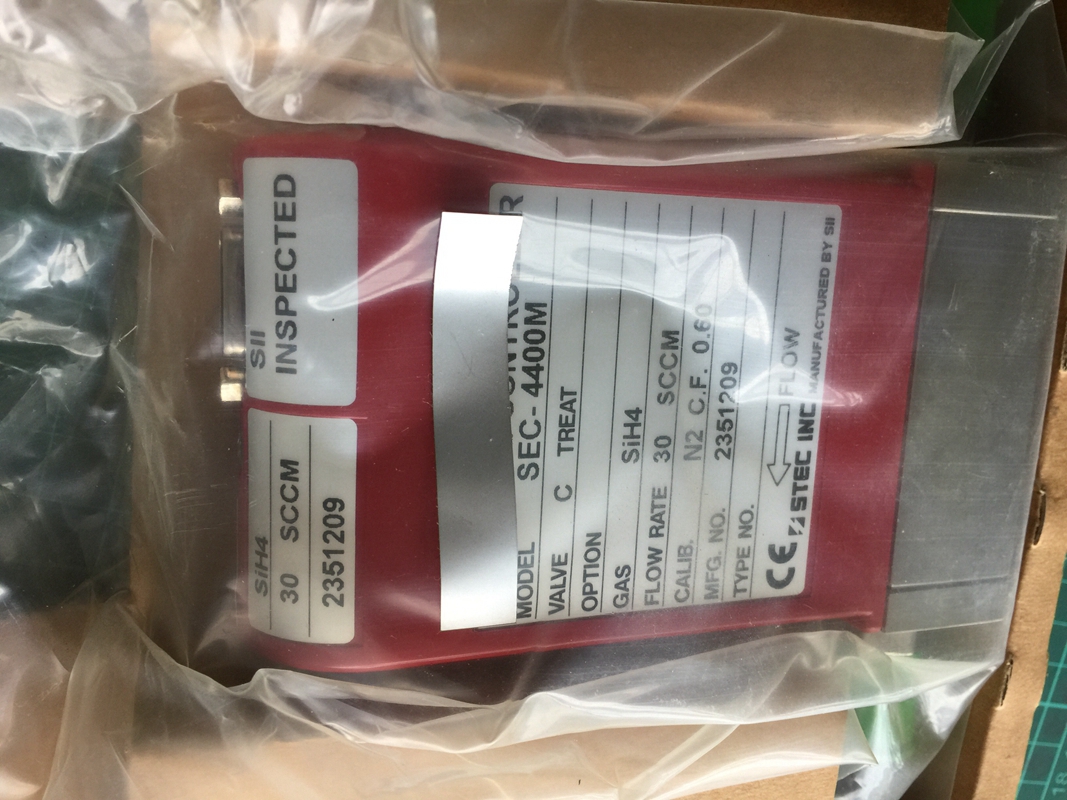 SII
INSPECTED
SiH4
30 SCCM
2351209
MODEL SEC-4400M
VALVE C TREAT
OPTION
GAS SiH4
FLOW RATE 30 SCCM
CALIB. N2 C.F. 0.60
MFG. NO. 2351209
TYPE NO.
FLOW
CE STEC INC MANUFACTURED BY SII
18